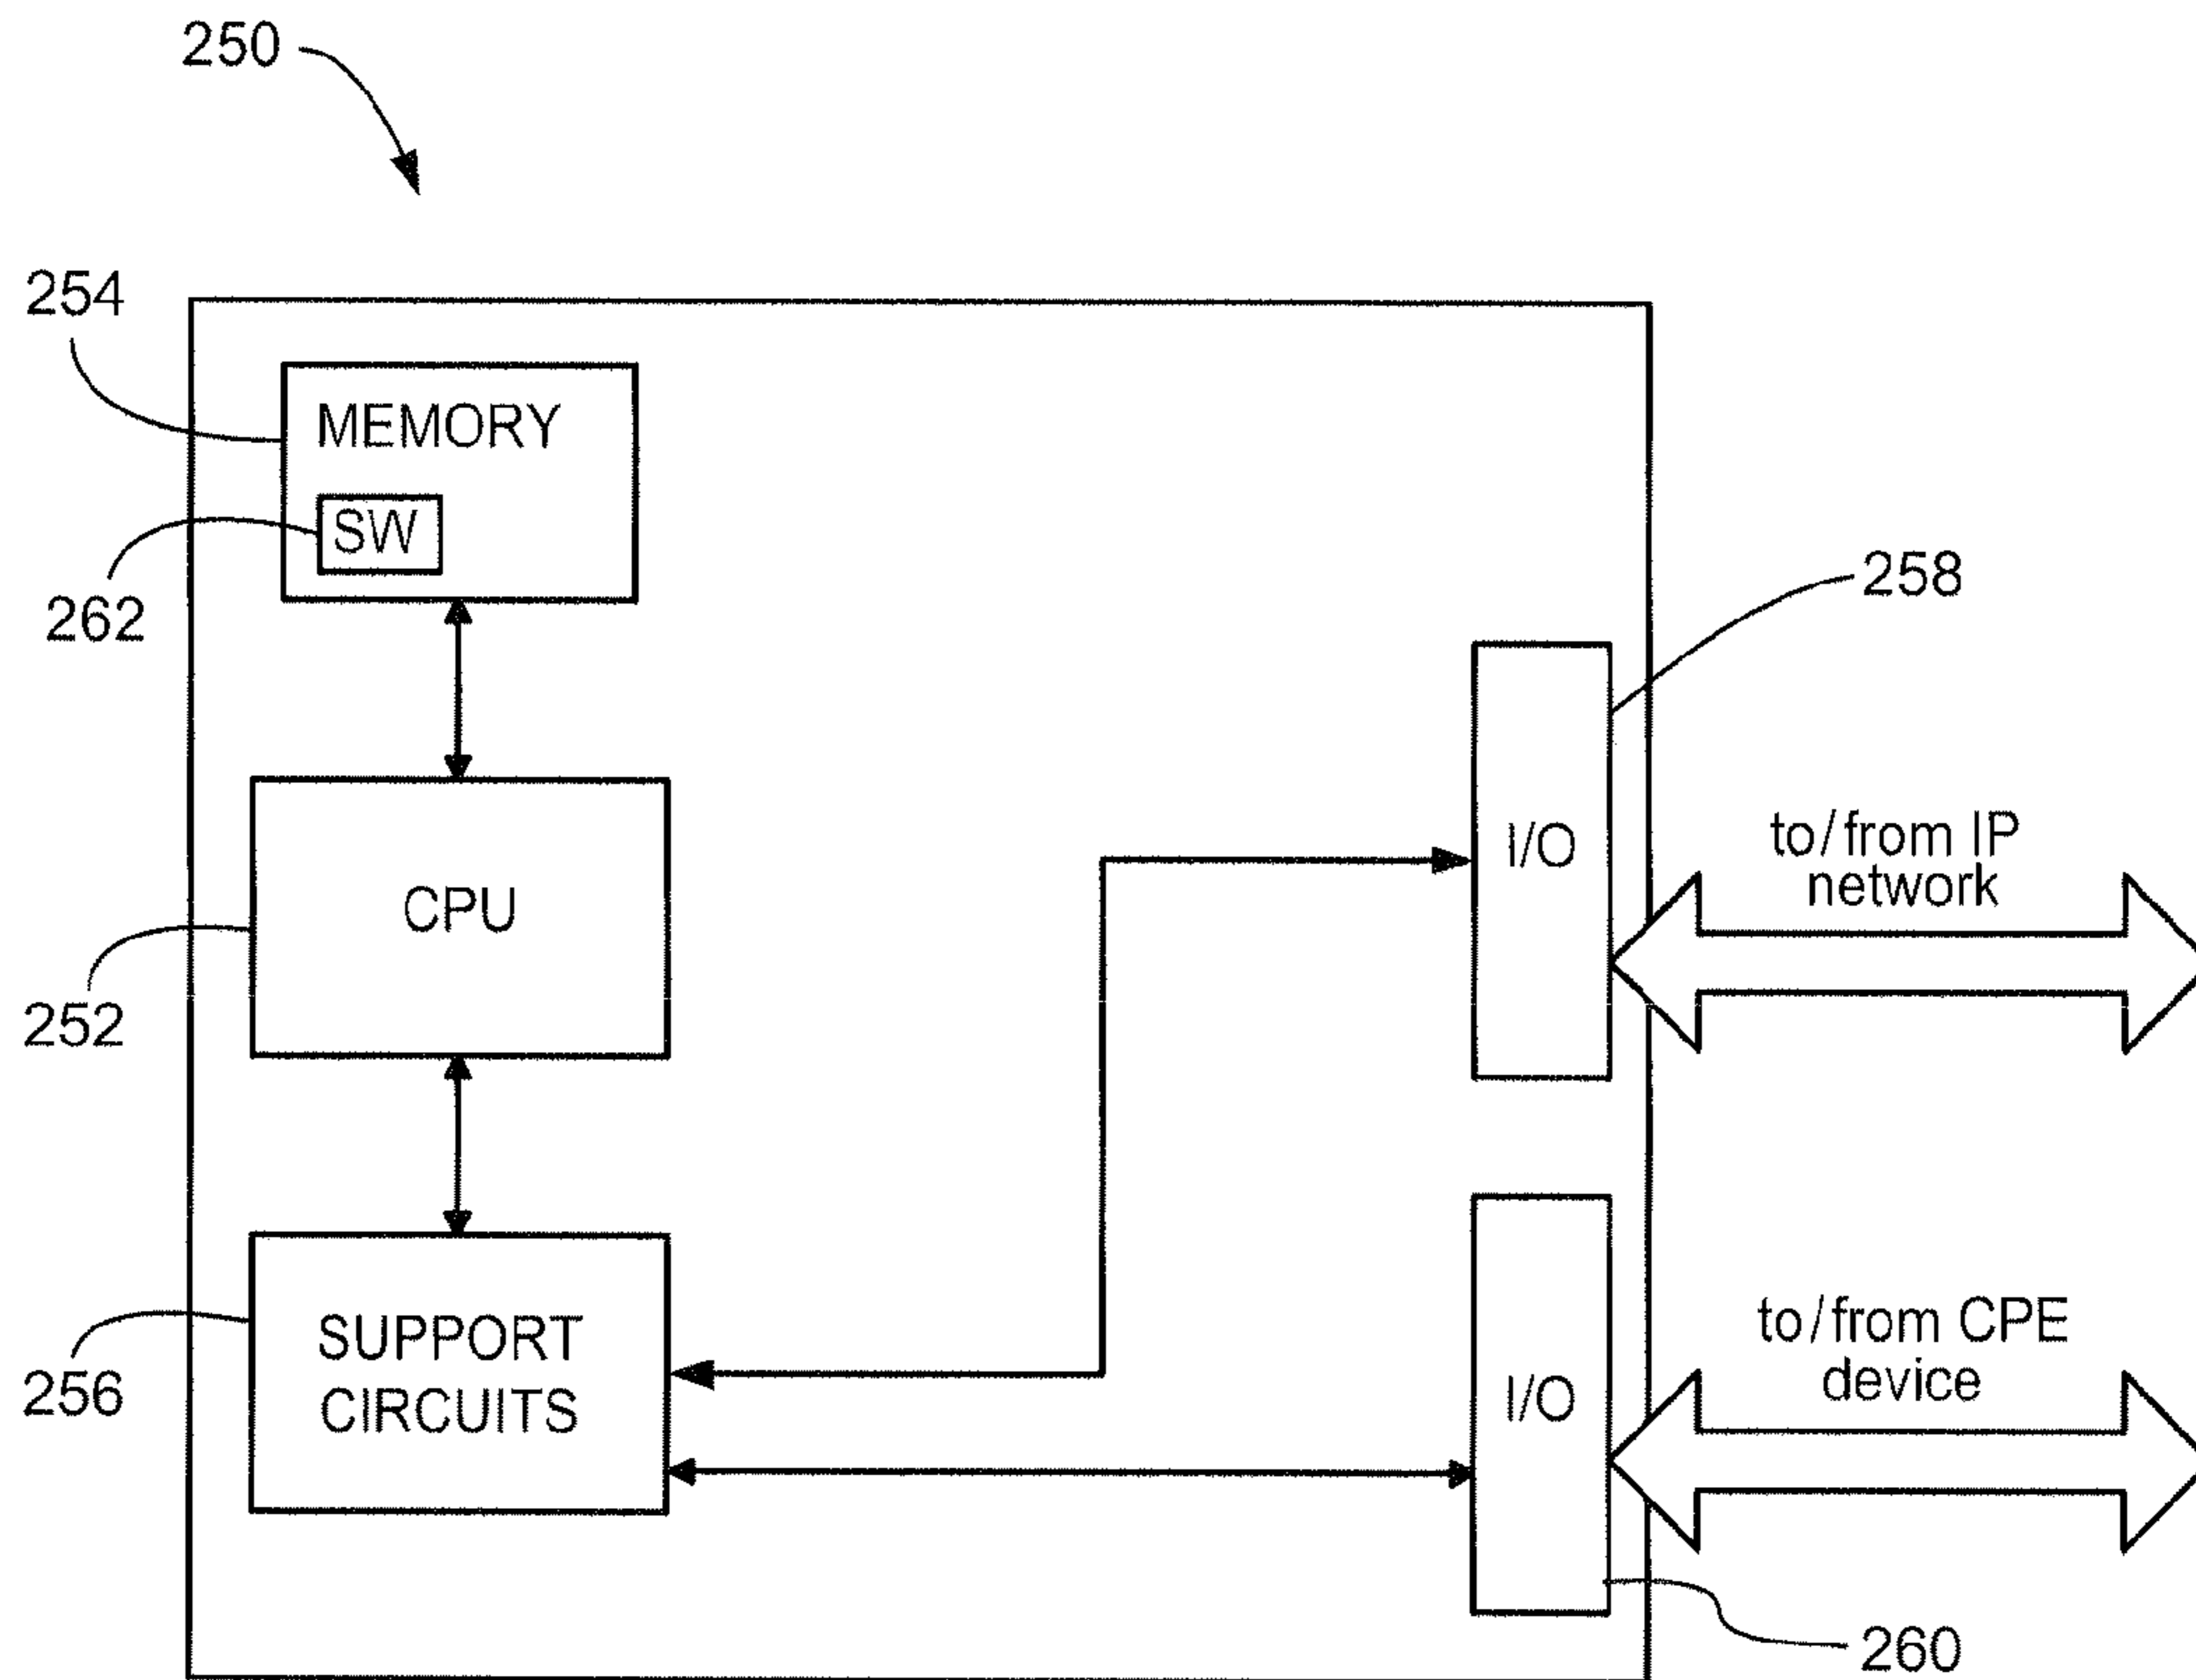 250
254
MEMORY
SW
262
258
I/O
to/from IP
network
CPU
252
SUPPORT
CIRCUITS
256
I/O
to/from CPE
device
260